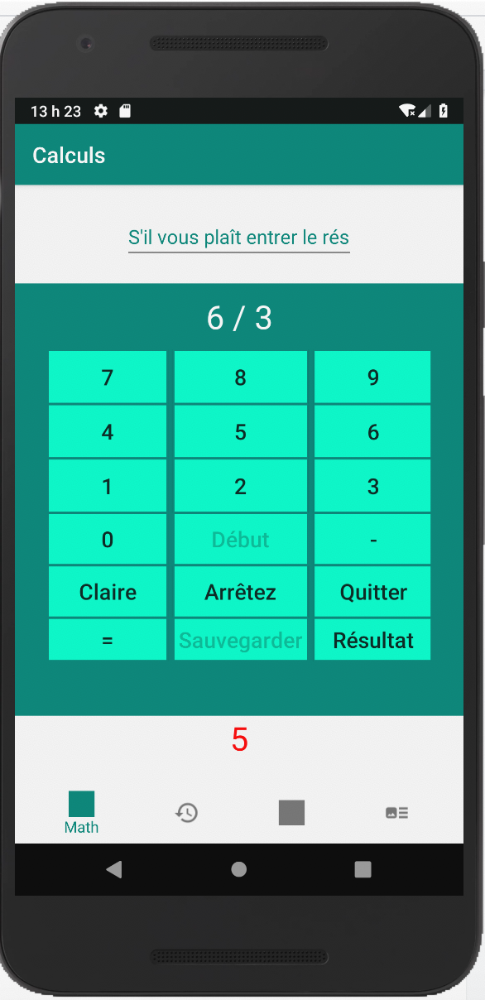 13 h 23
Calculs
S'il vous plaît entrer le rés
6 / 3
7 8 9
4 5 6
1 2 3
0 Début -
Claire Arrêtez Quitter
= Sauvegarder Résultat
5
Math